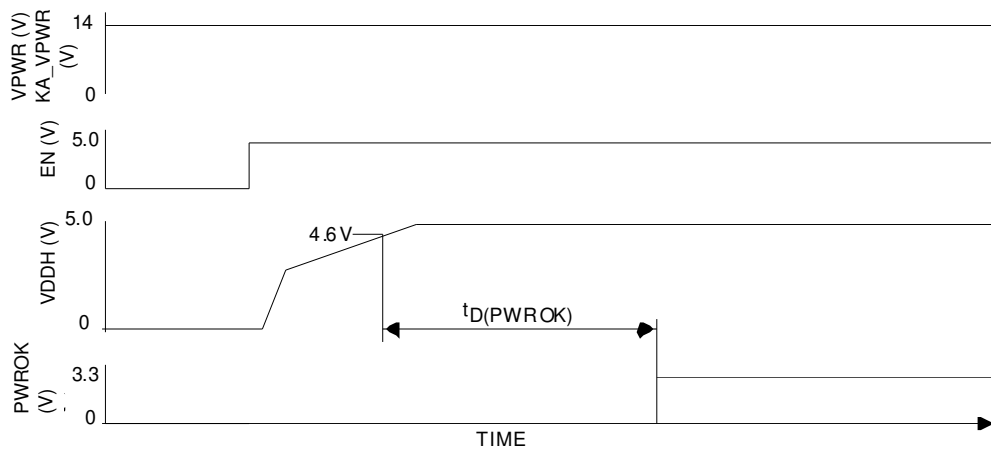 VPWR (V)
KA_VPWR
(V)
14
0
EN (V)
5.0
0
VDDH (V)
5.0
4.6 V
0
tD(PWROK)
PWROK
(V)
3.3
0
TIME